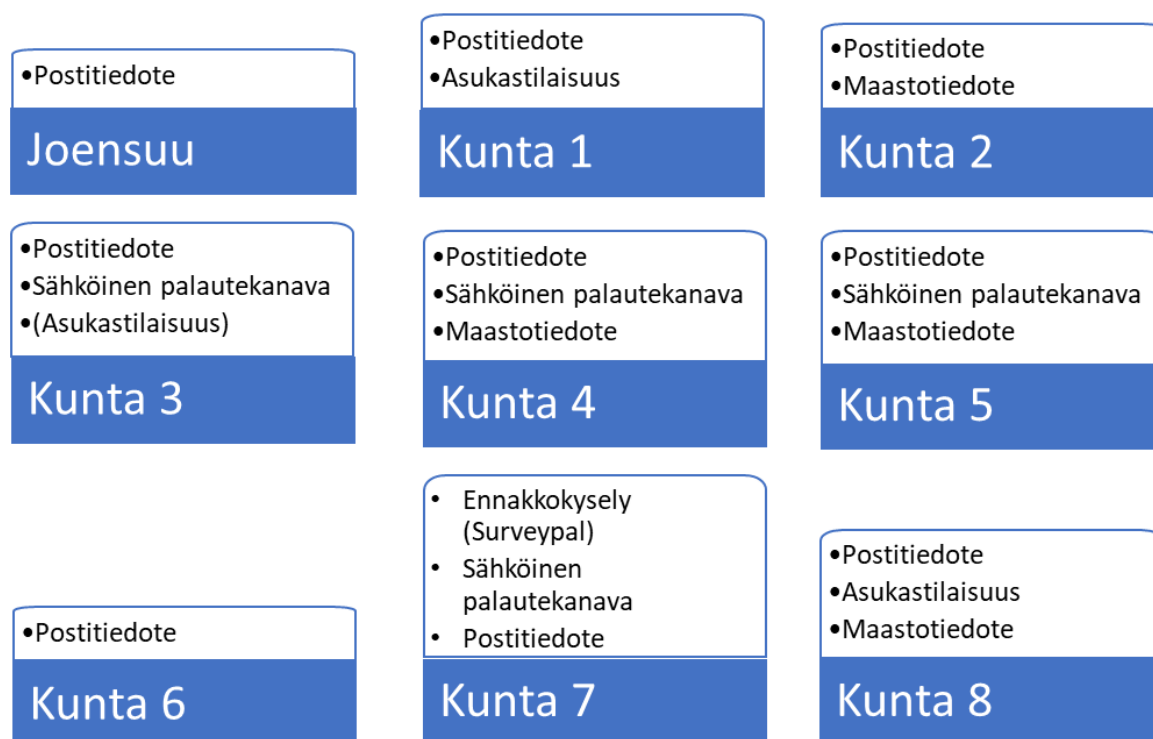 •Postitiedote
Joensuu
•Postitiedote
•Asukastilaisuus
Kunta 1
•Postitiedote
•Maastotiedote
Kunta 2
•Postitiedote
•Sähköinen palautekanava
•(Asukastilaisuus)
Kunta 3
•Postitiedote
•Sähköinen palautekanava
•Maastotiedote
Kunta 4
•Postitiedote
•Sähköinen palautekanava
•Maastotiedote
Kunta 5
•Postitiedote
Kunta 6
• Ennakkokysely
(Surveypal)
• Sähköinen
palautekanava
• Postitiedote
Kunta 7
•Postitiedote
•Asukastilaisuus
•Maastotiedote
Kunta 8